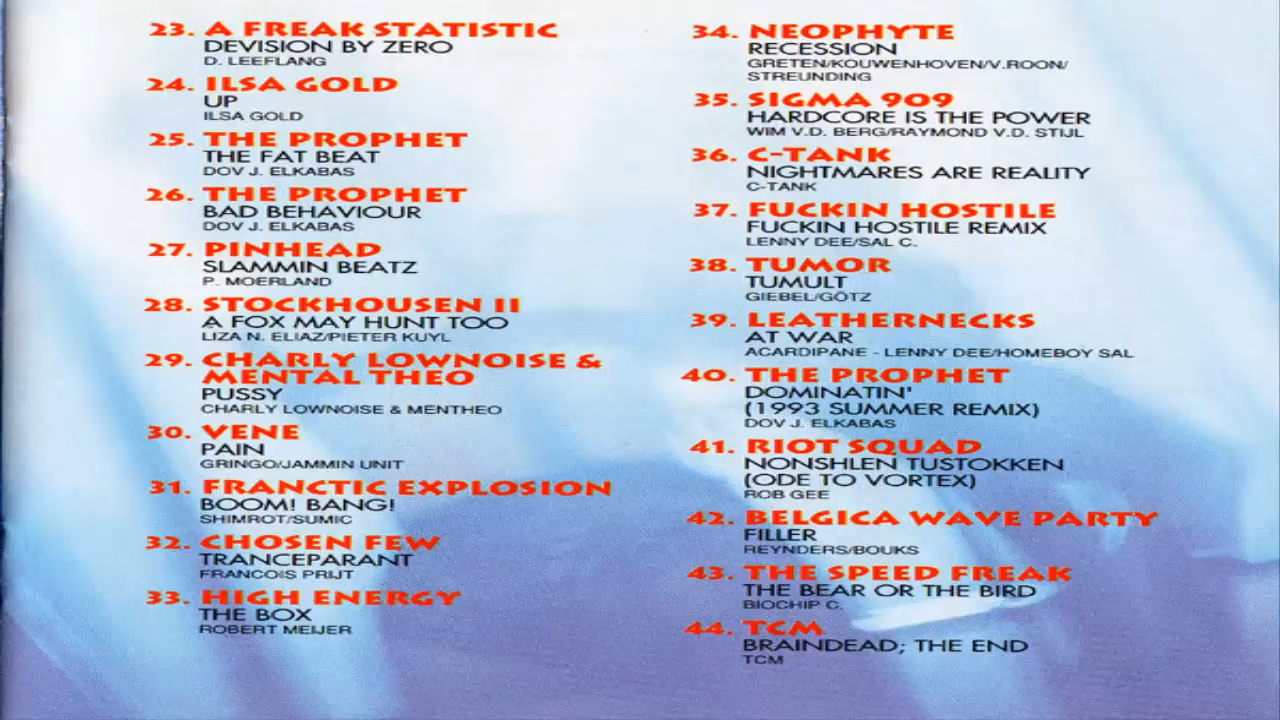 23. A FREAK STATISTIC
DEVISION BY ZERO
D. LEEFLANG
24. ILSA GOLD
UP
ILSA GOLD
25. THE PROPHET
THE FAT BEAT
DOV J. ELKABAS
26. THE PROPHET
BAD BEHAVIOUR
DOV J. ELKABAS
27. PINHEAD
SLAMMIN BEATZ
P. MOERLAND
28. STOCKHOUSEN II
A FOX MAY HUNT TOO
LIZA N. ELIAZ/PIETER KUYL
29. CHARLY LOWNOISE &
MENTAL THEO
PUSSY
CHARLY LOWNOISE & MENTHEO
30. VENE
PAIN
GRINGO/JAMMIN UNIT
31. FRANCTIC EXPLOSION
BOOM! BANG!
SHIMROT/SUMIC
32. CHOSEN FEW
TRANCEPARANT
FRANCOIS PRIJT
33. HIGH ENERGY
THE BOX
ROBERT MEIJER
34. NEOPHYTE
RECESSION
GRETEN/KOUWENHOVEN/V.ROON/
STREUNDING
35. SIGMA 909
HARDCORE IS THE POWER
WIM V.D. BERG/RAYMOND V.D. STIJL
36. C-TANK
NIGHTMARES ARE REALITY
C-TANK
37. FUCKIN HOSTILE
FUCKIN HOSTILE REMIX
LENNY DEE/SAL C.
38. TUMOR
TUMULT
GIEBEL/GÖTZ
39. LEATHERNECKS
AT WAR
ACARDIPANE - LENNY DEE/HOMEBOY SAL
40. THE PROPHET
DOMINATIN'
(1993 SUMMER REMIX)
DOV J. ELKABAS
41. RIOT SQUAD
NONSHLEN TUSTOKKEN
(ODE TO VORTEX)
ROB GEE
42. BELGICA WAVE PARTY
FILLER
REYNDERS/BOUKS
43. THE SPEED FREAK
THE BEAR OR THE BIRD
BIOCHIP C.
44. TCM
BRAINDEAD; THE END
TCM